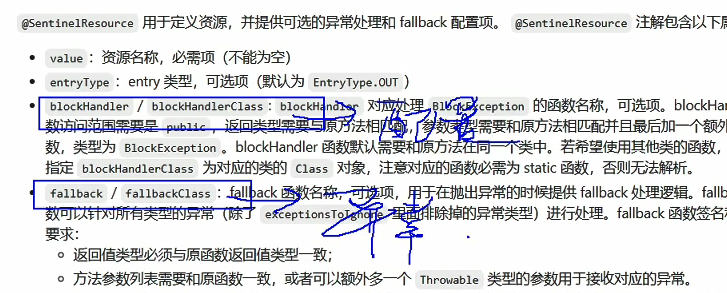 @SentinelResource 用于定义资源，并提供可选的异常处理和 fallback 配置项。 @SentinelResource 注解包含以下属
value：资源名称，必需项（不能为空）
entryType：entry 类型，可选项（默认为 EntryType.OUT）
blockHandler / blockHandlerClass：blockHandler 对应处理 BlockException 的函数名称，可选项。blockHan
数访问范围需要是 public，返回类型需要与原方法相匹配，参数类型需要和原方法相匹配并且最后加一个额外
数，类型为 BlockException。blockHandler 函数默认需要和原方法在同一个类中。若希望使用其他类的函数，
指定 blockHandlerClass 为对应的类的 Class 对象，注意对应的函数必需为 static 函数，否则无法解析。
fallback / fallbackClass：fallback 函数名称，可选项，用于在抛出异常的时候提供 fallback 处理逻辑。fallb
数可以针对所有类型的异常（除了 exceptionsToIgnore 里面排除掉的异常类型）进行处理。fallback 函数签名和
要求：
返回值类型必须与原函数返回值类型一致；
方法参数列表需要和原函数一致，或者可以额外多一个 Throwable 类型的参数用于接收对应的异常。